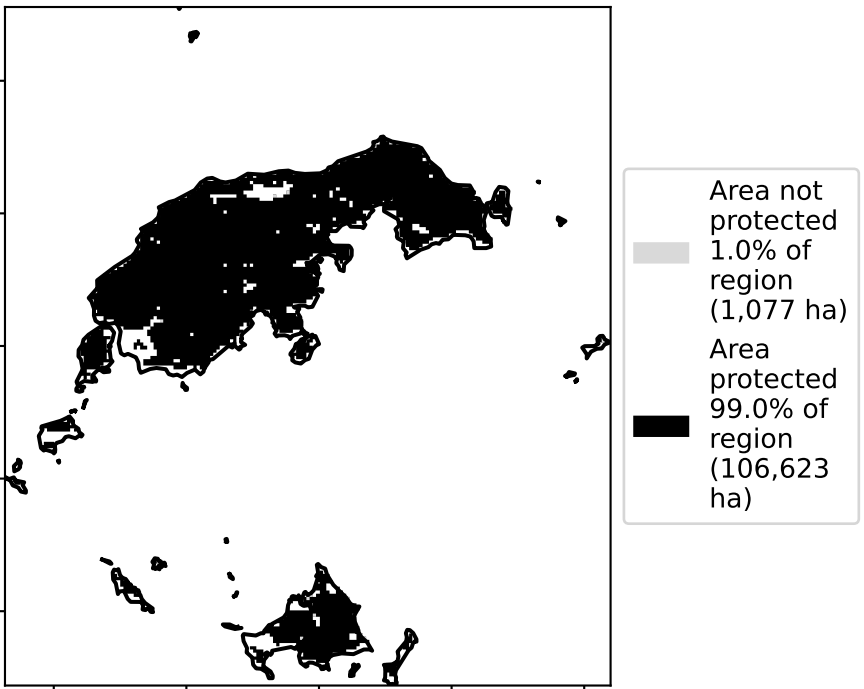 Area not
protected
1.0% of
region
(1,077 ha)
Area
protected
99.0% of
region
(106,623
ha)